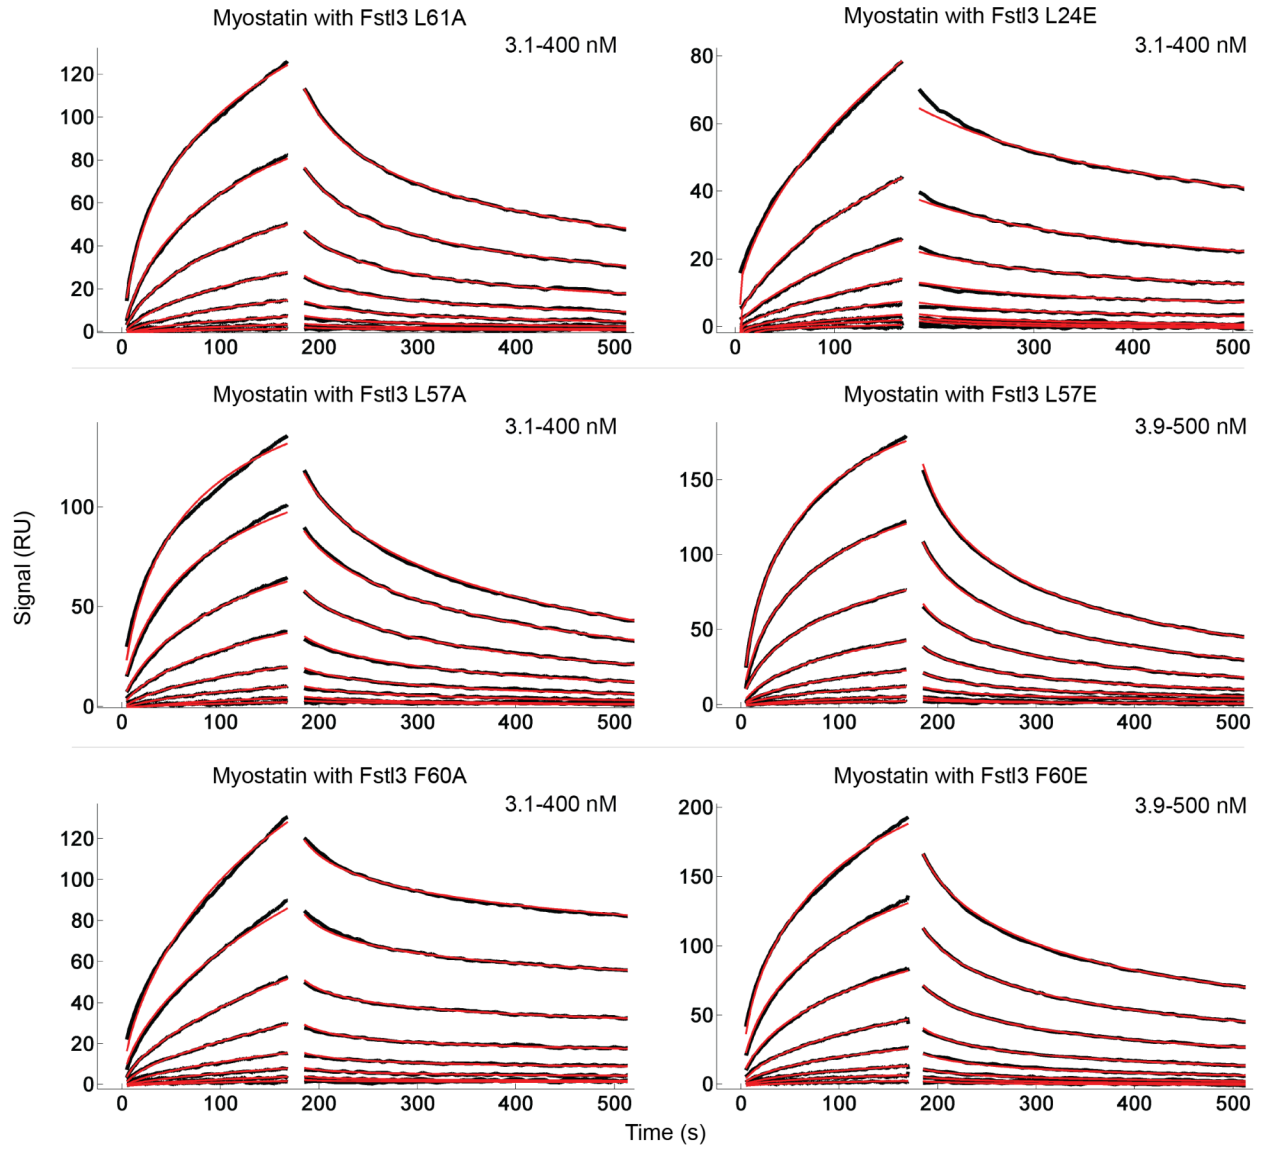 Myostatin with Fstl3 L61A
3.1-400 nM
120
100
80
60
40
20
0
0 100 200 300 400 500
Myostatin with Fstl3 L24E
3.1-400 nM
80
60
40
20
0
0 100 300 400 500
Myostatin with Fstl3 L57A
3.1-400 nM
100
50
0
0 100 200 300 400 500
Myostatin with Fstl3 L57E
3.9-500 nM
150
100
50
0
0 100 200 300 400 500
Signal (RU)
Myostatin with Fstl3 F60A
3.1-400 nM
120
100
80
60
40
20
0
0 100 200 300 400 500
Myostatin with Fstl3 F60E
3.9-500 nM
200
150
100
50
0
0 100 200 300 400 500
Time (s)